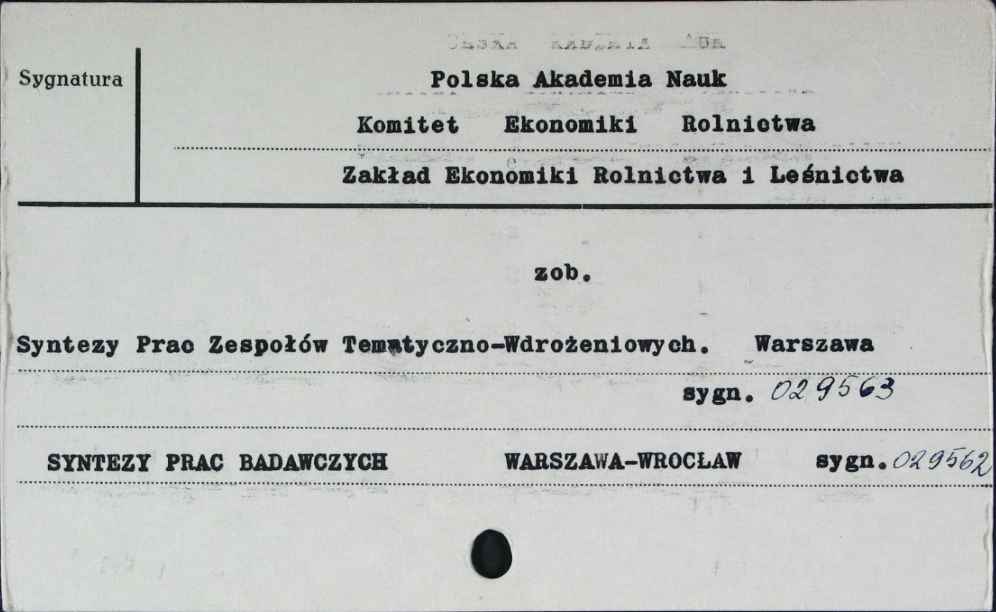 Sygnatura
Polska Akademia Nauk
Komitet Ekonomiki Rolnictwa
Zakład Ekonomiki Rolnictwa i Leśnictwa
zob.
Syntezy Prac Zespołów Tematyczno-Wdrożeniowych. Warszawa
sygn. 029563
SYNTEZY PRAC BADAWCZYCH WARSZAWA-WROCŁAW sygn. 029562